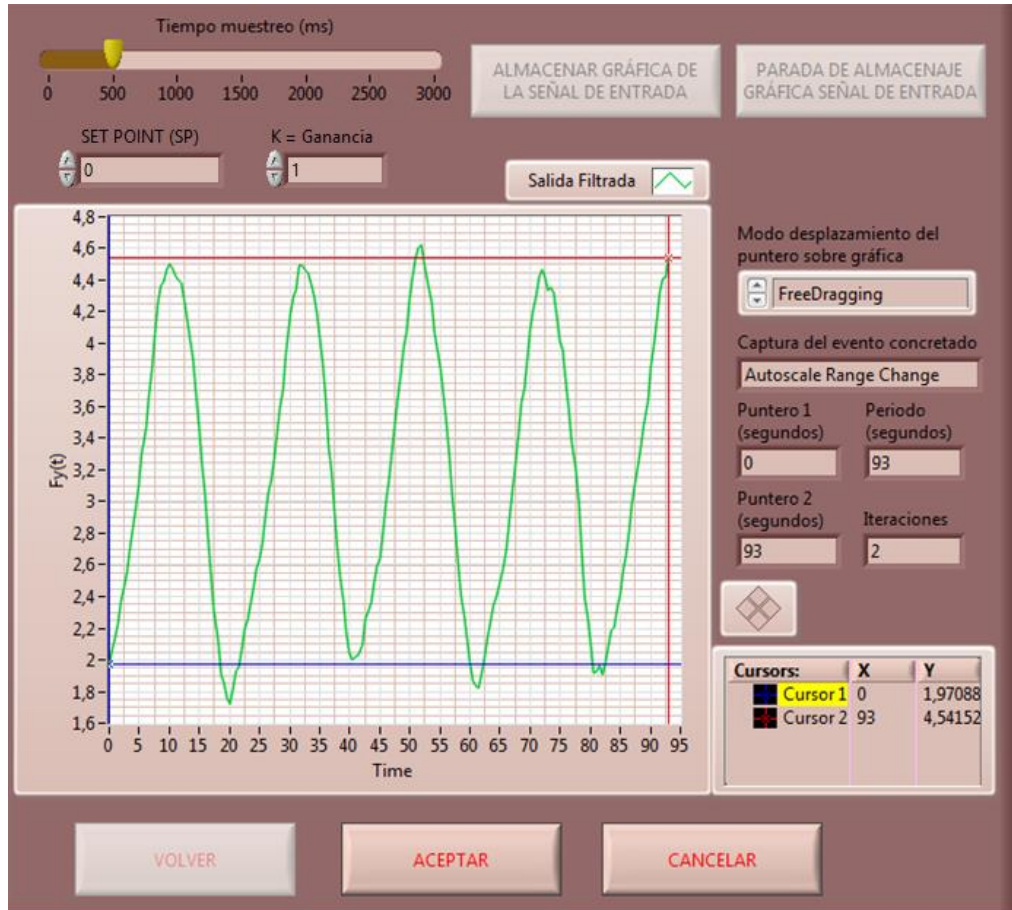 Tiempo muestreo (ms)
0 500 1000 1500 2000 2500 3000
ALMACENAR GRÁFICA DE
LA SEÑAL DE ENTRADA
PARADA DE ALMACENAJE
GRÁFICA SEÑAL DE ENTRADA
SET POINT (SP)
0
K = Ganancia
1
Salida Filtrada
4,8
4,6
4,4
4,2
4
3,8
3,6
3,4
3,2
3
2,8
2,6
2,4
2,2
2
1,8
1,6
Fy(t)
0 5 10 15 20 25 30 35 40 45 50 55 60 65 70 75 80 85 90 95
Time
Modo desplazamiento del
puntero sobre gráfica
FreeDragging
Captura del evento concretado
Autoscale Range Change
Puntero 1
(segundos)
0
Periodo
(segundos)
93
Puntero 2
(segundos)
93
Iteraciones
2
Cursors: X Y
Cursor 1 0 1,97088
Cursor 2 93 4,54152
VOLVER
ACEPTAR
CANCELAR